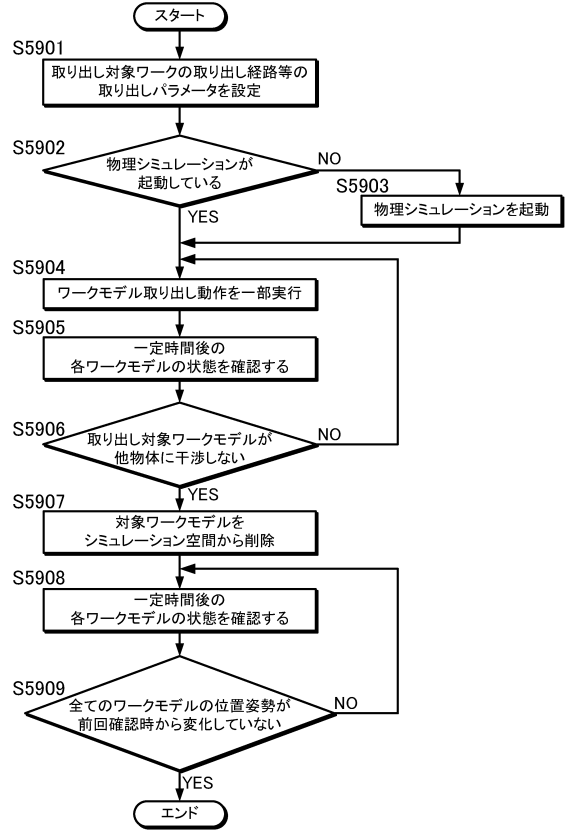 スタート
S5901
取り出し対象ワークの取り出し経路等の
取り出しパラメータを設定
S5902
物理シミュレーションが
起動している
NO
YES
S5903
物理シミュレーションを起動
S5904
ワークモデル取り出し動作を一部実行
S5905
一定時間後の
各ワークモデルの状態を確認する
S5906
取り出し対象ワークモデルが
他物体に干渉しない
NO
YES
S5907
対象ワークモデルを
シミュレーション空間から削除
S5908
一定時間後の
各ワークモデルの状態を確認する
S5909
全てのワークモデルの位置姿勢が
前回確認時から変化していない
NO
YES
エンド